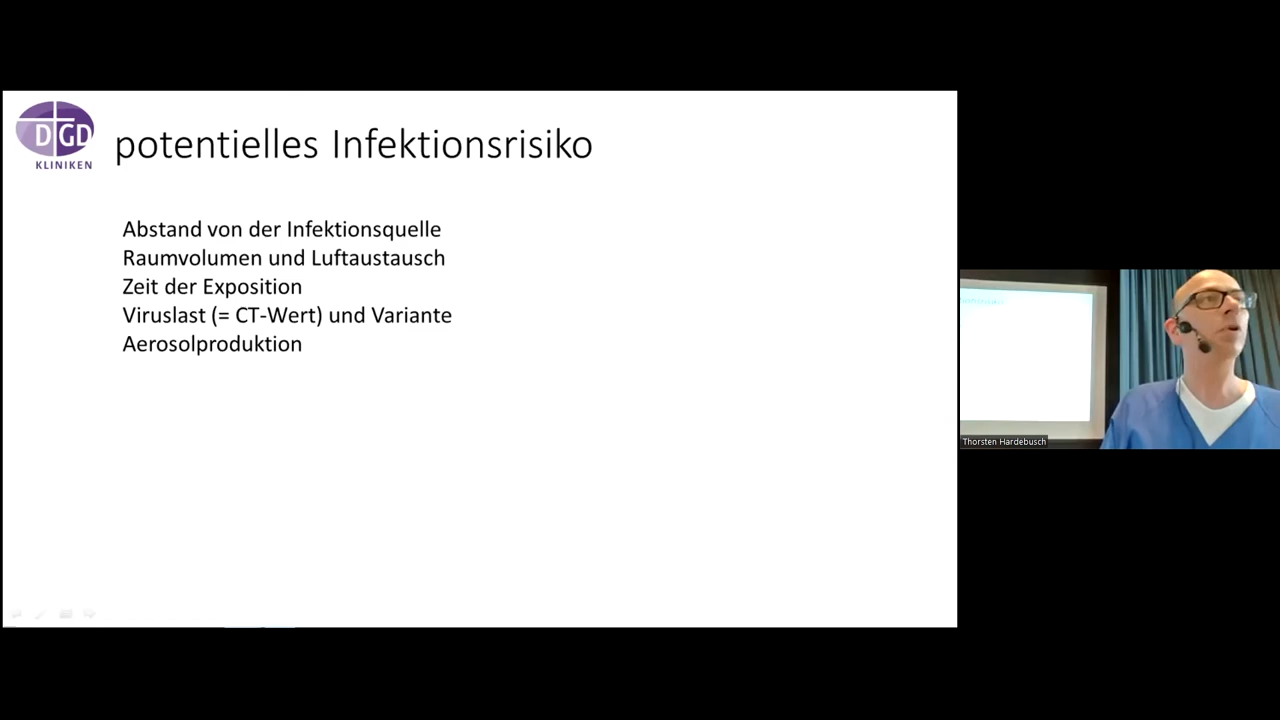 DGD
KLINIKEN
potentielles Infektionsrisiko
Abstand von der Infektionsquelle
Raumvolumen und Luftaustausch
Zeit der Exposition
Viruslast (= CT-Wert) und Variante
Aerosolproduktion
Thorsten Hardebusch